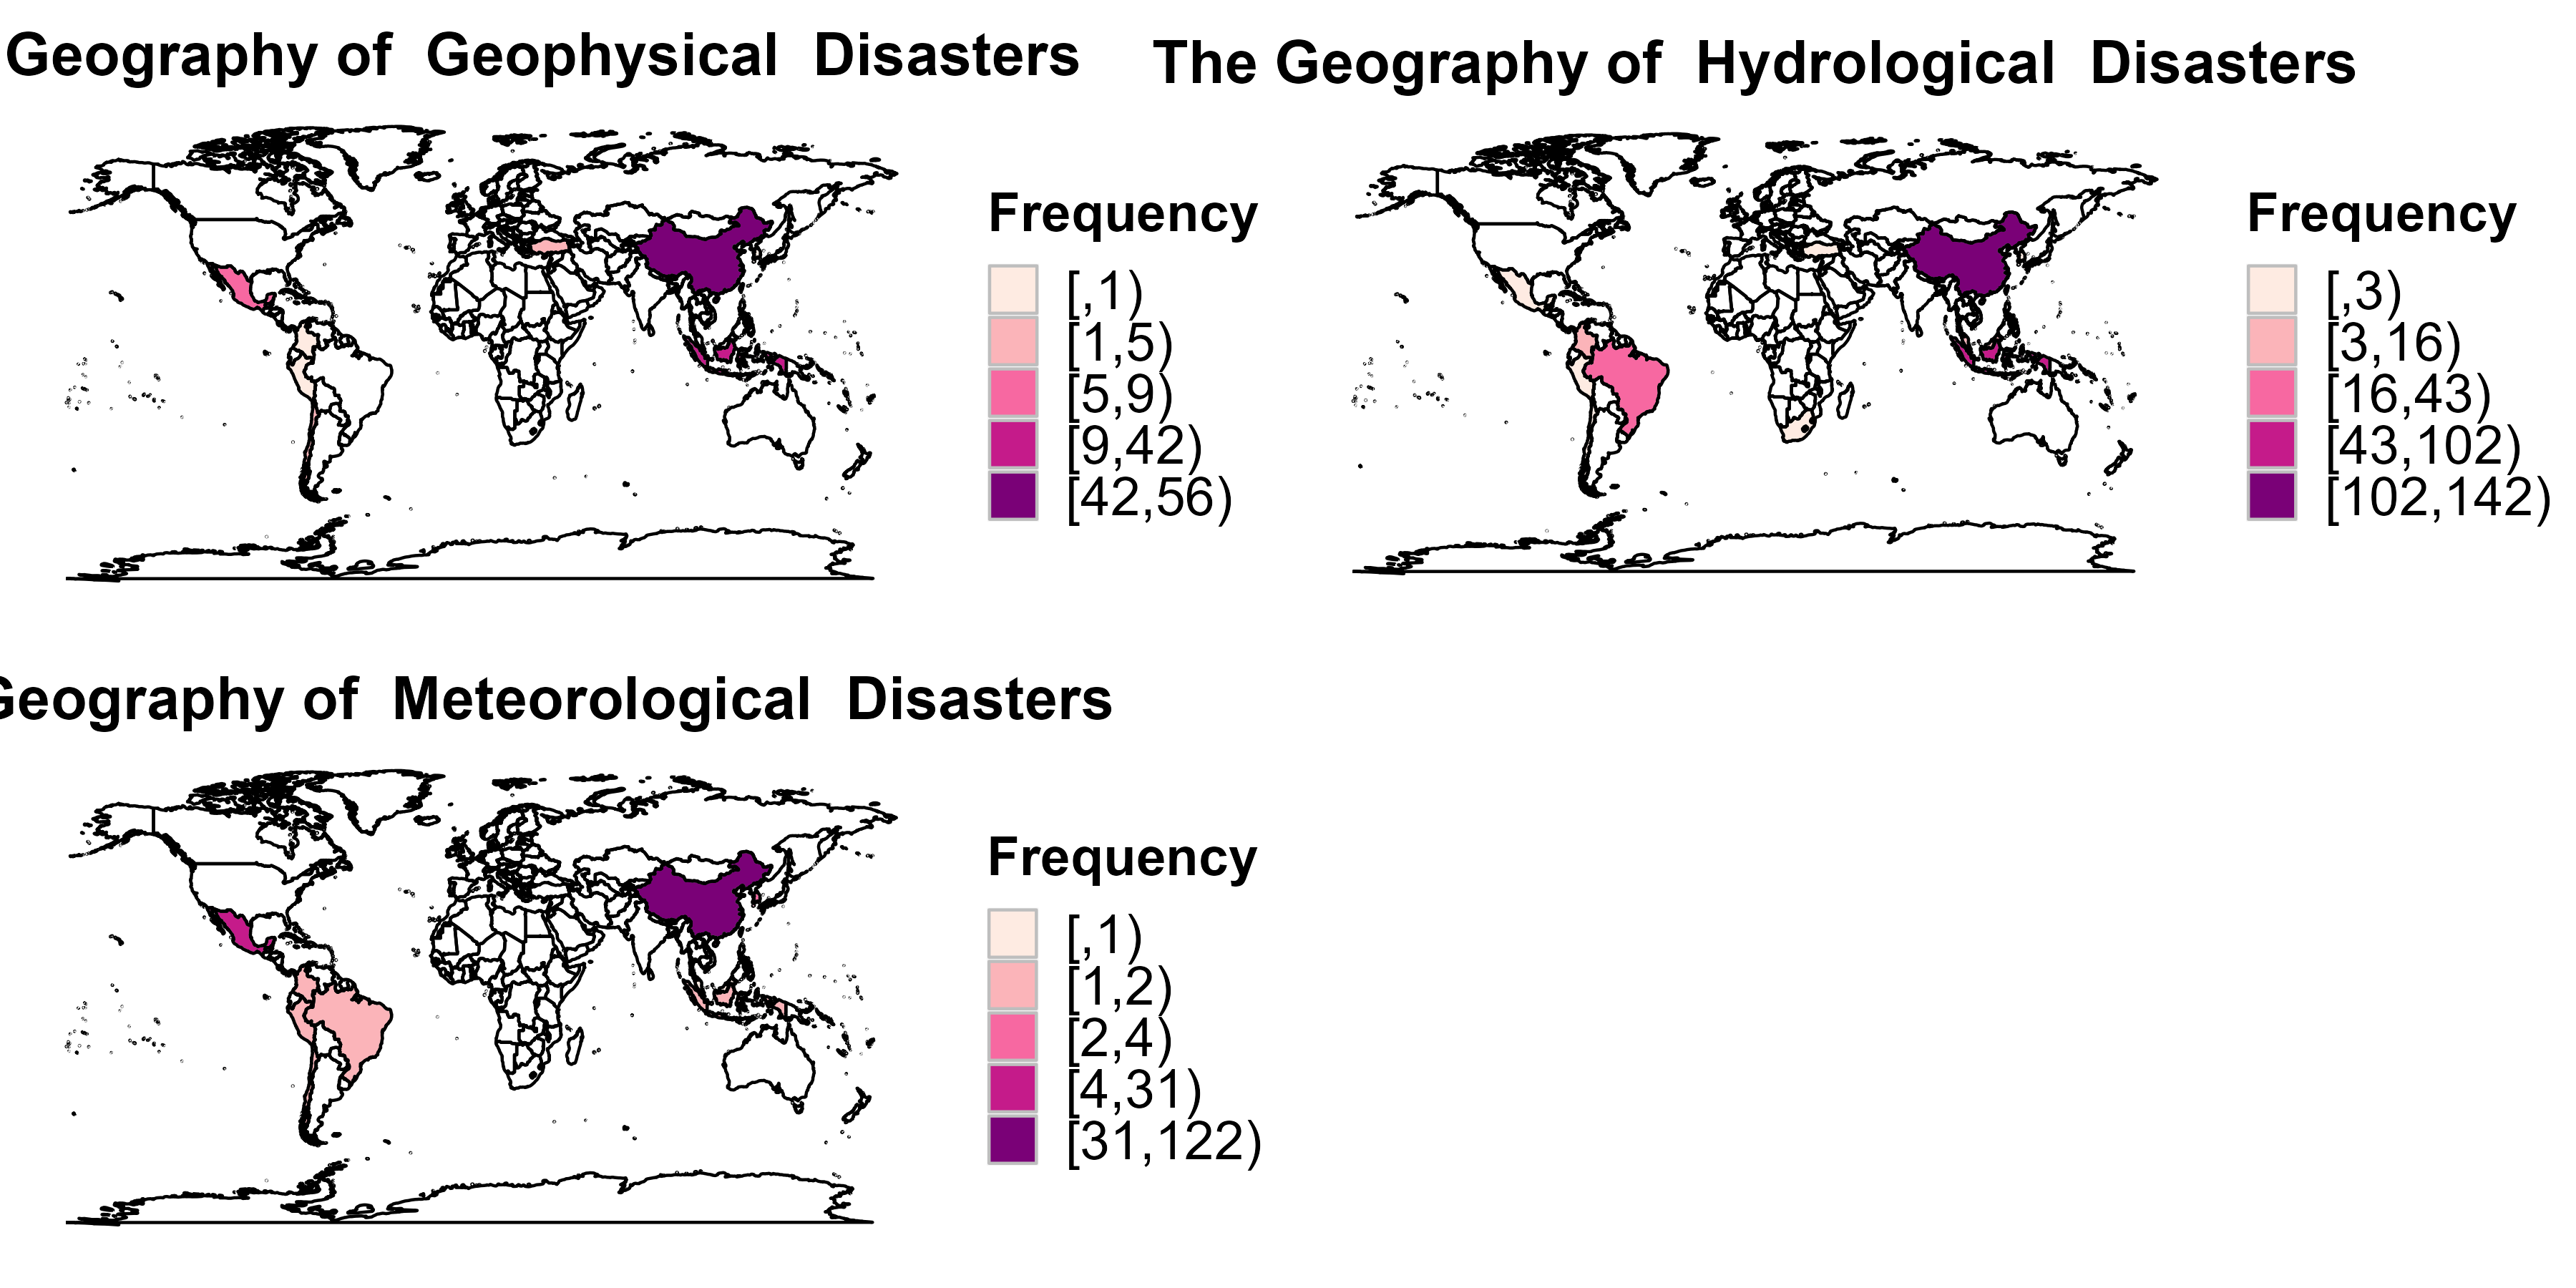 Geography of Geophysical Disasters
Frequency
[,1)
[1,5)
[5,9)
[9,42)
[42,56)
The Geography of Hydrological Disasters
Frequency
[,3)
[3,16)
[16,43)
[43,102)
[102,142)
Geography of Meteorological Disasters
Frequency
[,1)
[1,2)
[2,4)
[4,31)
[31,122)